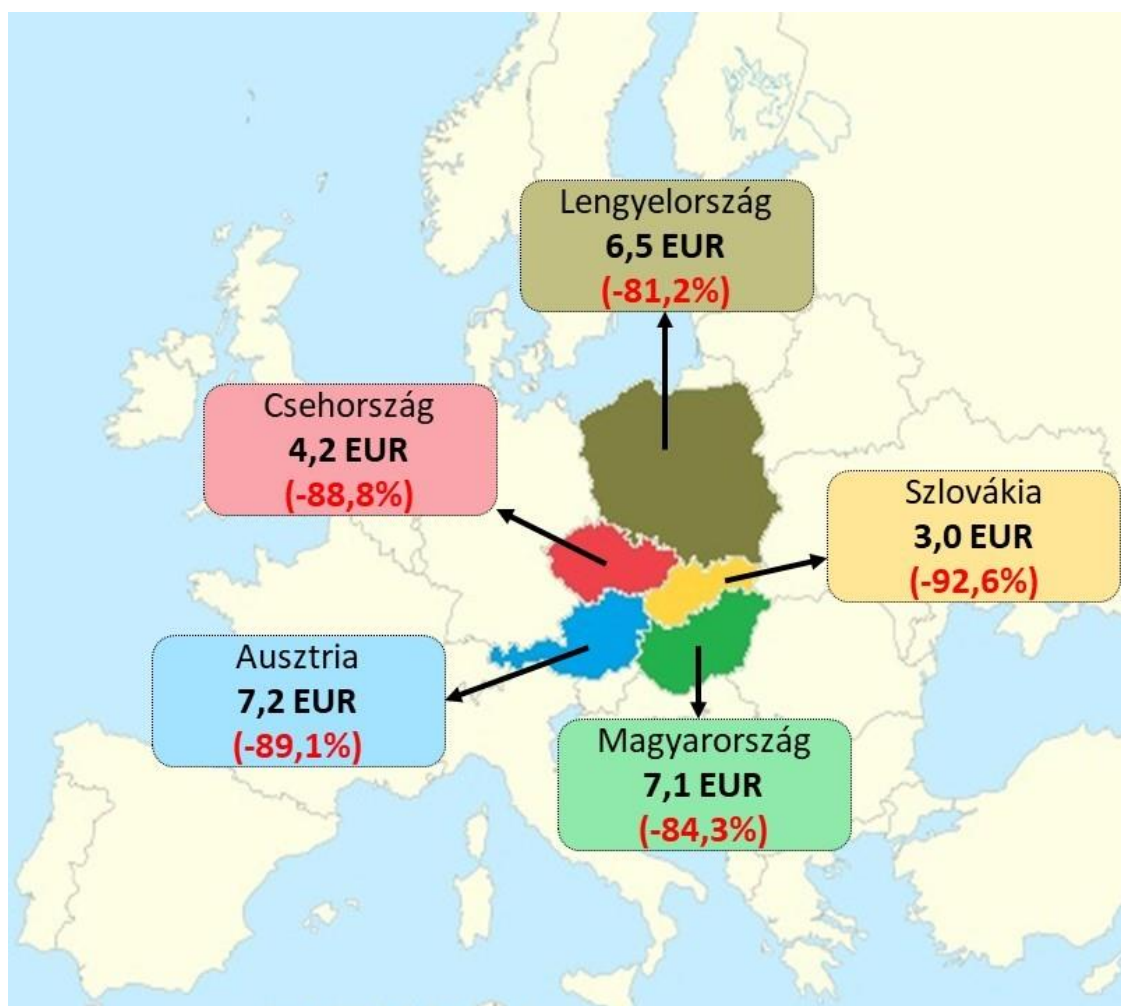 Lengyelország
6,5 EUR
(-81,2%)
Csehország
4,2 EUR
(-88,8%)
Szlovákia
3,0 EUR
(-92,6%)
Ausztria
7,2 EUR
(-89,1%)
Magyarország
7,1 EUR
(-84,3%)